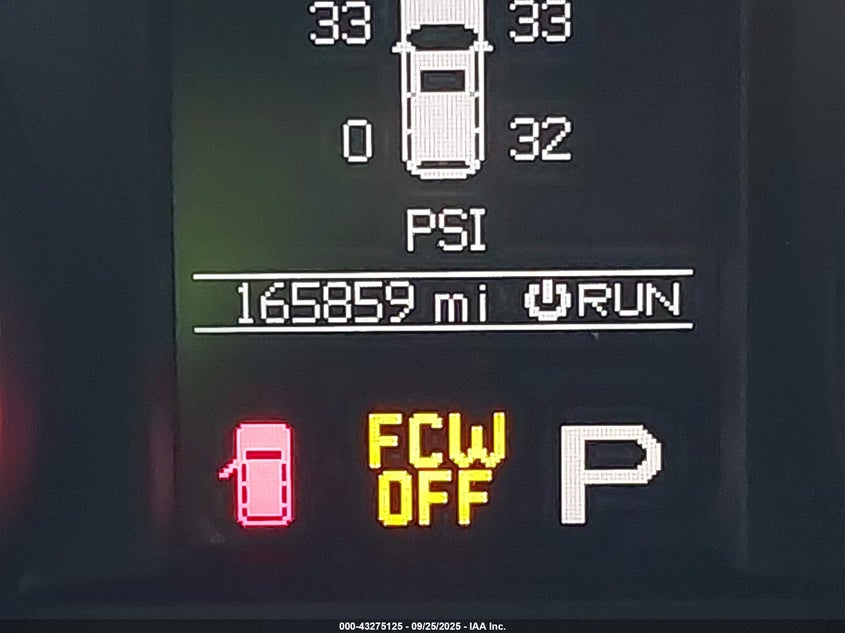 33 33
0 32
PSI
165859 mi RUN
FCW
OFF P
000-43275125 - 09/25/2025 - IAA Inc.